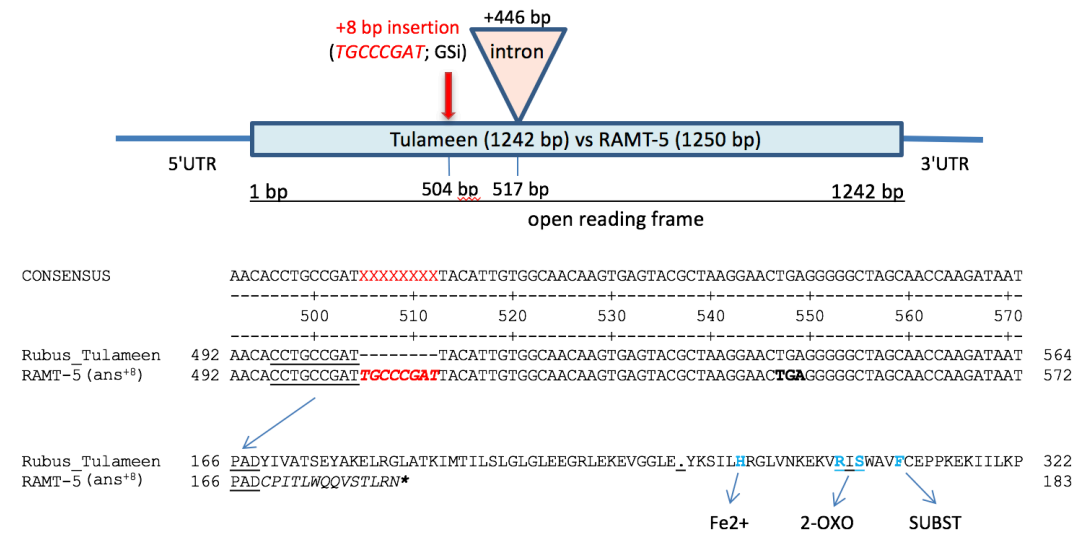 +446 bp
+8 bp insertion
(TGCCCGAT; GSi)
intron
Tulameen (1242 bp) vs RAMT-5 (1250 bp)
5'UTR
3'UTR
1 bp
504 bp
517 bp
1242 bp
open reading frame
CONSENSUS AACACCTGCCGATXXXXXXXXTACATTGTGGCAACAAGTGAGTACGCTAAGGAACTGAGGGGGCTAGCAACCAAGATAAT
--------+---------+---------+---------+---------+---------+---------+---------+-
500 510 520 530 540 550 560 570
Rubus_Tulameen 492 AACACCTGCCGAT--------TACATTGTGGCAACAAGTGAGTACGCTAAGGAACTGAGGGGGCTAGCAACCAAGATAAT 564
RAMT-5 (ans+8) 492 AACACCTGCCGATTGCCCGATTACATTGTGGCAACAAGTGAGTACGCTAAGGAACTGAGGGGGCTAGCAACCAAGATAAT 572
Rubus_Tulameen 166 PADYIVATSEYAKELRGLATKIMTILSLGLGLEEGRLEKEVGGLE.YKSILHRGLVNKEKVRISWAVFCEPPKEKIILKP 322
RAMT-5 (ans+8) 166 PADCPITLWQQVSTLRN* 183
Fe2+
2-OXO
SUBST